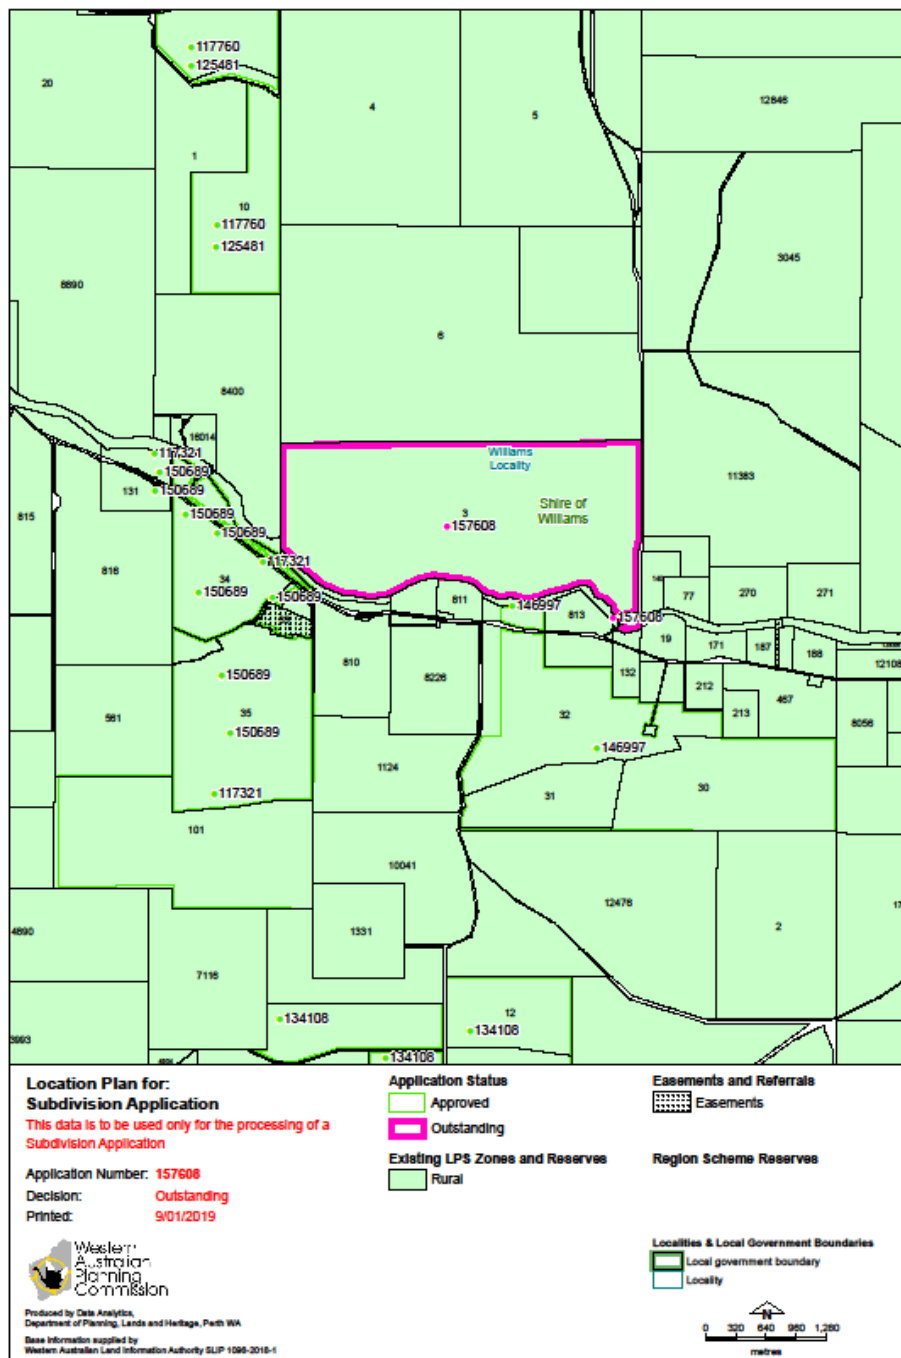 117760
125481
20
4
5
12846
1
10
117760
125481
3045
8890
6
8400
16014
Williams
Locality
117321
150689
131
150689
11383
815
3
Shire of
Williams
157608
150689
150689
816
117321
34
150689
150689
811
146997
813
157608
77
270
271
19
171
187
188
810
8228
132
12108
212
150689
561
35
32
213
467
8056
150689
146997
1124
117321
31
30
101
10041
12476
2
1331
4890
7116
3993
134108
12
134108
134108
Location Plan for:
Subdivision Application
This data is to be used only for the processing of a
Subdivision Application
Application Number: 157608
Decision: Outstanding
Printed: 9/01/2019
Western
Australian
Planning
Commission
Produced by Data Analytics,
Department of Planning, Lands and Heritage, Perth WA
Base information supplied by
Western Australian Land Information Authority SLIP 1096-2018-1
Application Status
Approved
Outstanding
Existing LPS Zones and Reserves
Rural
Easements and Referrals
Easements
Region Scheme Reserves
Localities & Local Government Boundaries
Local government boundary
Locality
N
0 320 640 960 1,280
metres